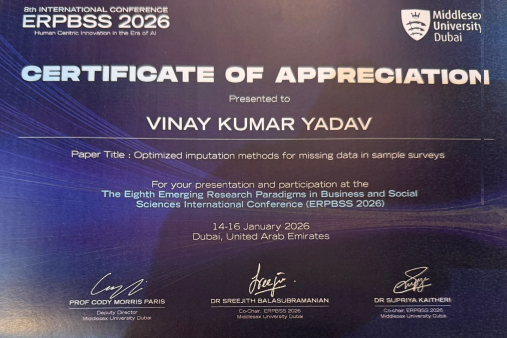 8th INTERNATIONAL CONFERENCE
ERPBSS 2026
Human Centric Innovation in the Era of AI
Middlesex
University
Dubai
CERTIFICATE OF APPRECIATION
Presented to
VINAY KUMAR YADAV
Paper Title : Optimized imputation methods for missing data in sample surveys
For your presentation and participation at the
The Eighth Emerging Research Paradigms in Business and Social
Sciences International Conference (ERPBSS 2026)
14-16 January 2026
Dubai, United Arab Emirates
PROF CODY MORRIS PARIS
Deputy Director
Middlesex University Dubai
DR SREEJITH BALASUBRAMANIAN
Co-Chair, ERPBSS 2026
Middlesex University Dubai
DR SUPRIYA KAITHERI
Co-chair, ERPBSS 2026
Middlesex University Dubai